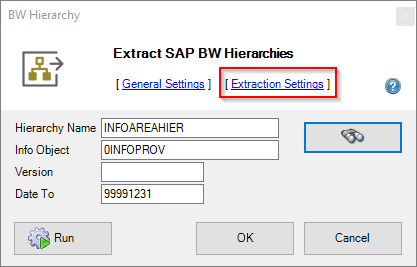 BW Hierarchy
x
Extract SAP BW Hierarchies
[ General Settings ] [ Extraction Settings ]
?
Hierarchy Name INFOAREAHIER
Info Object 0INFOPROV
Version
Date To 99991231
Run OK Cancel